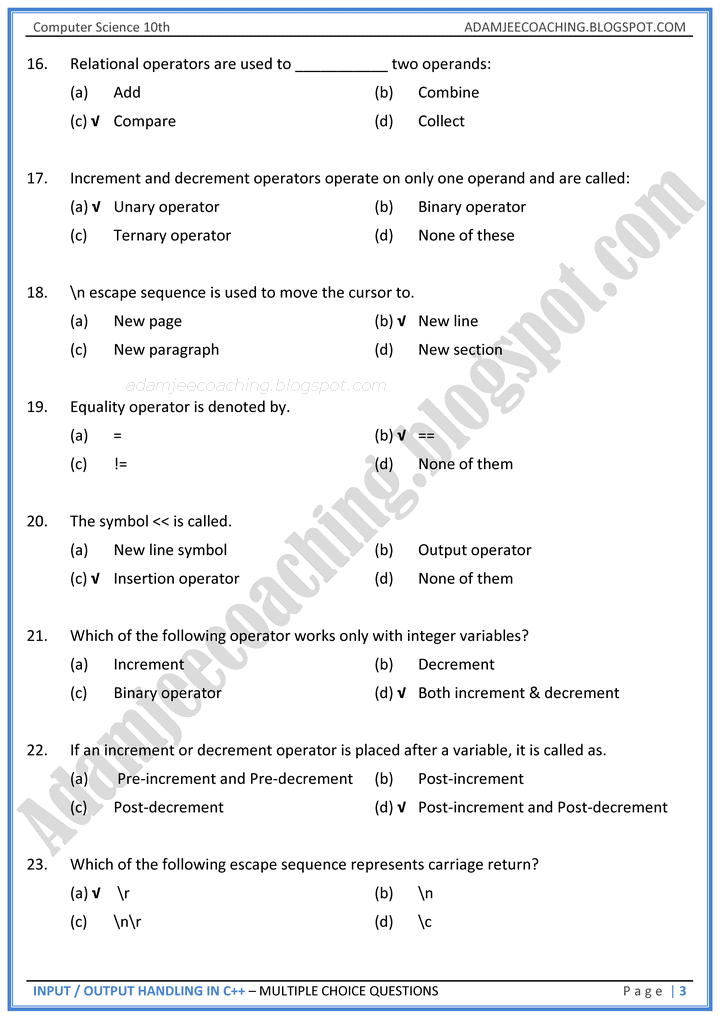 Computer Science 10th ADAMJEECOACHING.BLOGSPOT.COM
16. Relational operators are used to ___________ two operands:
(a) Add (b) Combine
(c) √ Compare (d) Collect
17. Increment and decrement operators operate on only one operand and are called:
(a) √ Unary operator (b) Binary operator
(c) Ternary operator (d) None of these
18. \n escape sequence is used to move the cursor to.
(a) New page (b) √ New line
(c) New paragraph (d) New section
adamjeecoaching.blogspot.com
19. Equality operator is denoted by.
(a) = (b) √ ==
(c) != (d) None of them
20. The symbol << is called.
(a) New line symbol (b) Output operator
(c) √ Insertion operator (d) None of them
21. Which of the following operator works only with integer variables?
(a) Increment (b) Decrement
(c) Binary operator (d) √ Both increment & decrement
22. If an increment or decrement operator is placed after a variable, it is called as.
(a) Pre-increment and Pre-decrement (b) Post-increment
(c) Post-decrement (d) √ Post-increment and Post-decrement
23. Which of the following escape sequence represents carriage return?
(a) √ \r (b) \n
(c) \n\r (d) \c
INPUT / OUTPUT HANDLING IN C++ – MULTIPLE CHOICE QUESTIONS Page | 3
Adamjeecoaching.blogspot.com